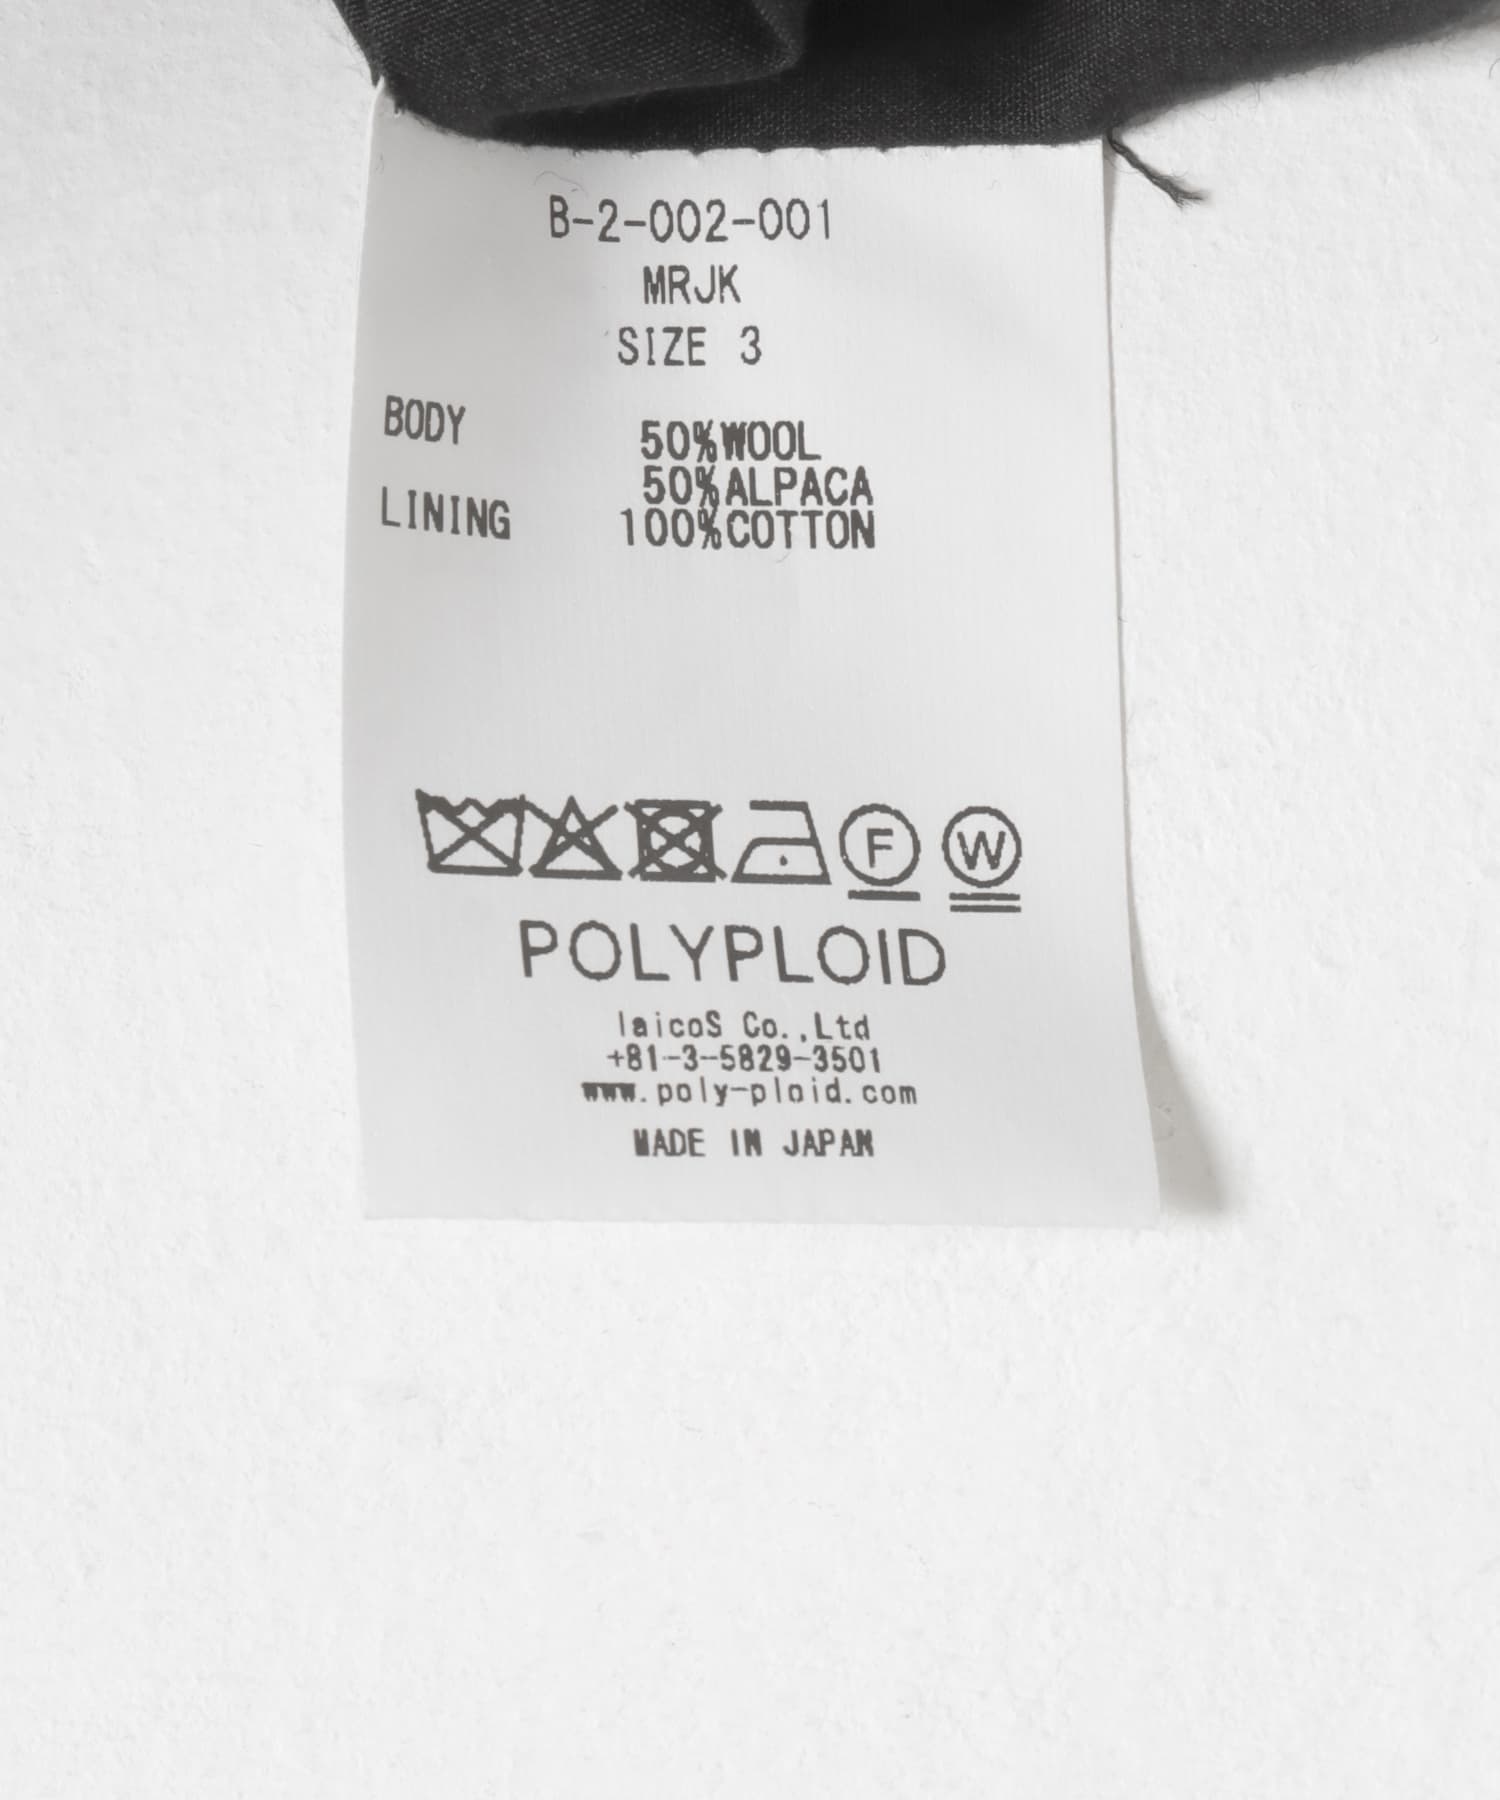 B-2-002-001
MRJK
SIZE 3
BODY 50%WOOL
50%ALPACA
LINING 100%COTTON
F W
POLYPLOID
laicoS Co.,Ltd
+81-3-5829-3501
www.poly-ploid.com
MADE IN JAPAN